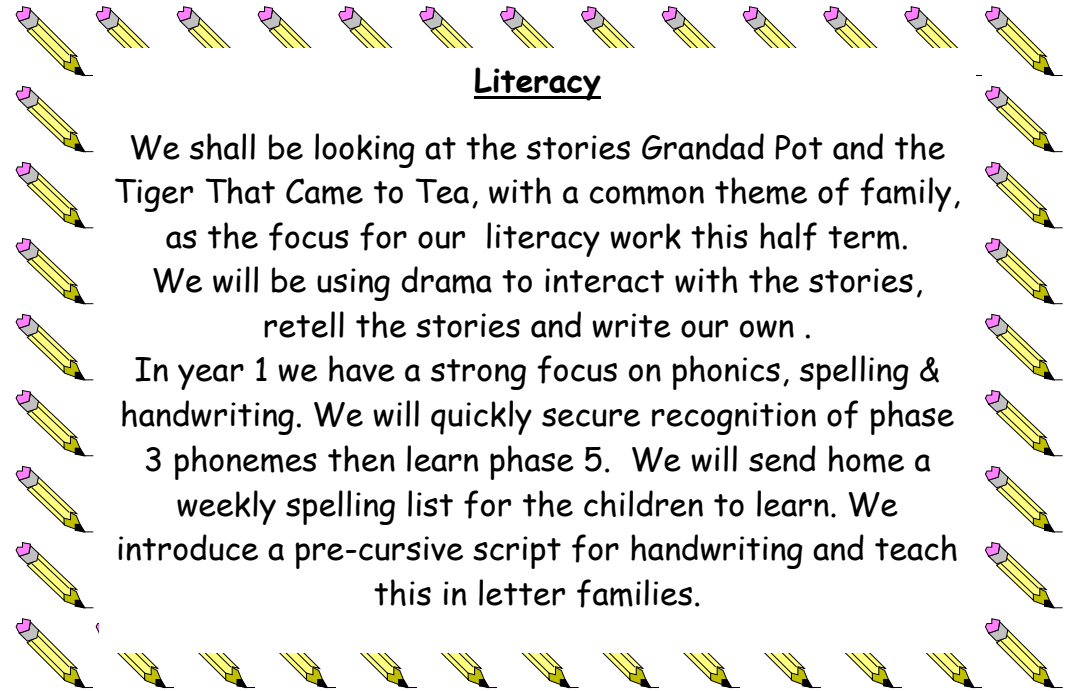 Literacy
We shall be looking at the stories Grandad Pot and the
Tiger That Came to Tea, with a common theme of family,
as the focus for our  literacy work this half term.
We will be using drama to interact with the stories,
retell the stories and write our own .
In year 1 we have a strong focus on phonics, spelling &
handwriting. We will quickly secure recognition of phase
3 phonemes then learn phase 5.  We will send home a
weekly spelling list for the children to learn. We
introduce a pre-cursive script for handwriting and teach
this in letter families.